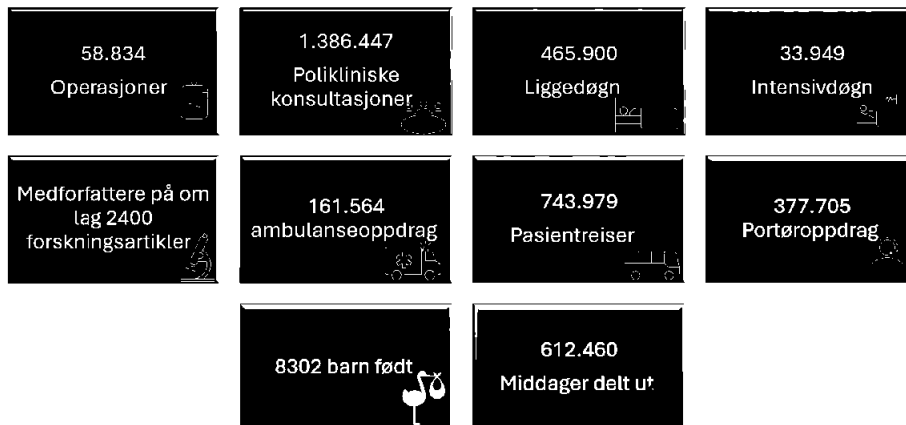 58.834
Operasjoner
1.386.447
Polikliniske
konsultasjoner
465.900
Liggedøgn
33.949
Intensivdøgn
Medforfattere på om
lag 2400
forskningsartikler
161.564
ambulanseoppdrag
743.979
Pasientreiser
377.705
Portøroppdrag
8302 barn født
612.460
Middager delt ut